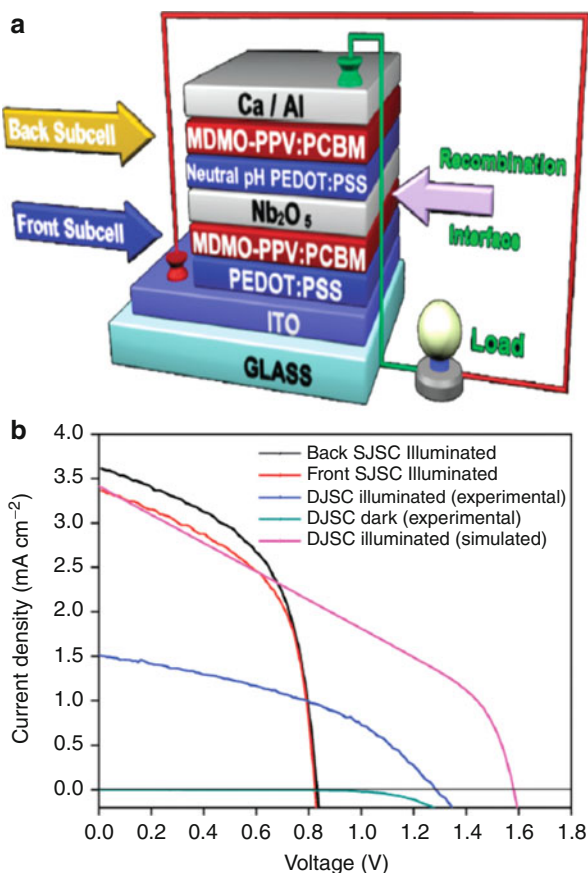 a
Ca / Al
Back Subcell
MDMO-PPV:PCBM
Recombination
Neutral pH PEDOT:PSS
Nb₂O₅
Front Subcell
MDMO-PPV:PCBM
Interface
PEDOT:PSS
ITO
Load
GLASS
b
4.0
3.5
3.0
2.5
2.0
1.5
1.0
0.5
0.0
Current density (mA cm⁻²)
Back SJSC Illuminated
Front SJSC Illuminated
DJSC illuminated (experimental)
DJSC dark (experimental)
DJSC illuminated (simulated)
0.0 0.2 0.4 0.6 0.8 1.0 1.2 1.4 1.6 1.8
Voltage (V)